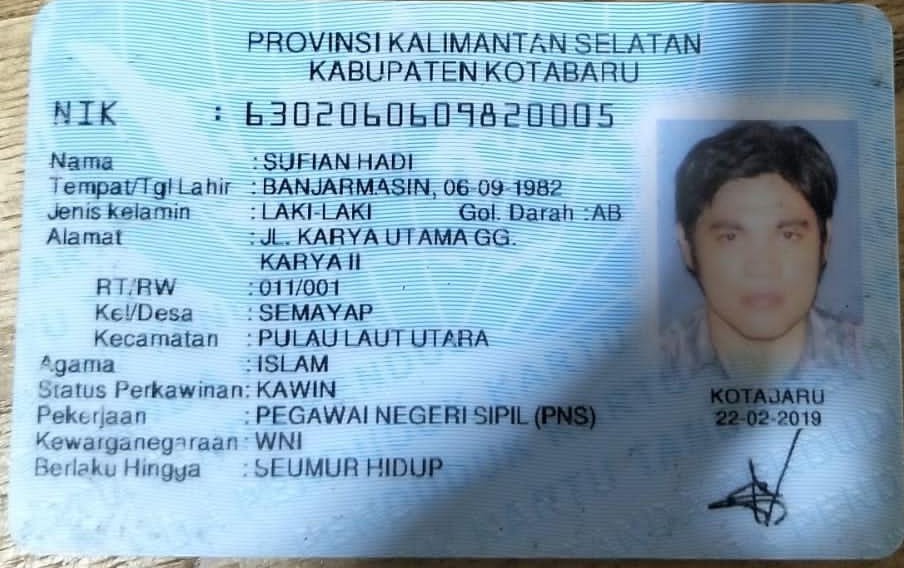 PROVINSI KALIMANTAN SELATAN
KABUPATEN KOTABARU
NIK : 6302060609820005
Nama : SUFIAN HADI
Tempat/Tgl Lahir : BANJARMASIN, 06-09-1982
Jenis kelamin : LAKI-LAKI Gol. Darah : AB
Alamat : JL. KARYA UTAMA GG.
KARYA II
RT/RW : 011/001
Kel/Desa : SEMAYAP
Kecamatan : PULAU LAUT UTARA
Agama : ISLAM
Status Perkawinan: KAWIN
Pekerjaan : PEGAWAI NEGERI SIPIL (PNS)
Kewarganegaraan : WNI
Berlaku Hingga : SEUMUR HIDUP
KOTABARU
22-02-2019